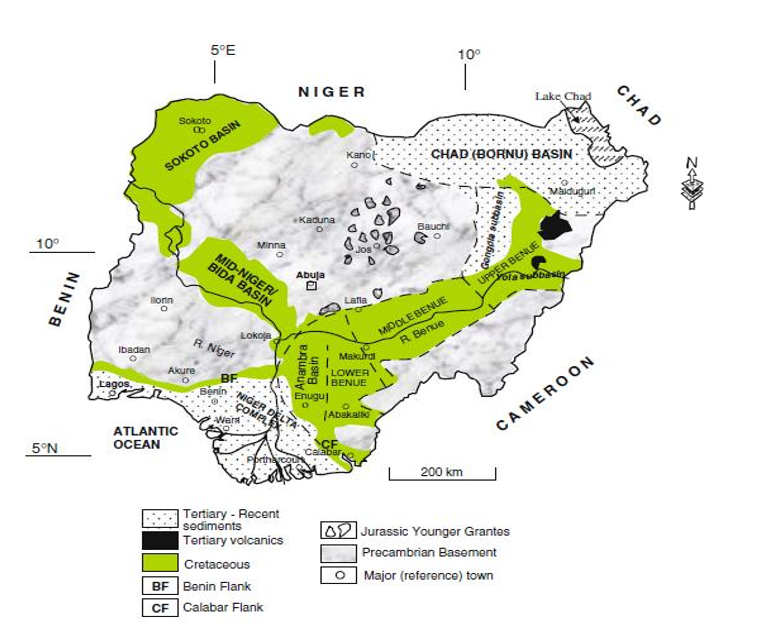 5°E
10°
NIGER
CHAD
Lake Chad
Sokoto
SOKOTO BASIN
Kano
CHAD (BORNU) BASIN
N
Maiduguri
Kaduna
Gongola subbasin
Bauchi
Minna
Jos
10°
UPPER BENUE
MID-NIGER/
BIDA BASIN
Abuja
Yola subbasin
BENIN
Ilorin
Lafia
MIDDLE BENUE
R. Benue
Lokoja
R. Niger
Ibadan
Makurdi
Anambra
Basin
Akure
LOWER
BENUE
CAMEROON
Lagos
BF
Benin
Enugu
NIGER DELTA
COMPLEX
Abakaliki
Warri
ATLANTIC
OCEAN
CF
5°N
Calabar
Portharcourt
200 km
Tertiary - Recent
sediments
Tertiary volcanics
Cretaceous
BF Benin Flank
CF Calabar Flank
Jurassic Younger Grantes
Precambrian Basement
Major (reference) town